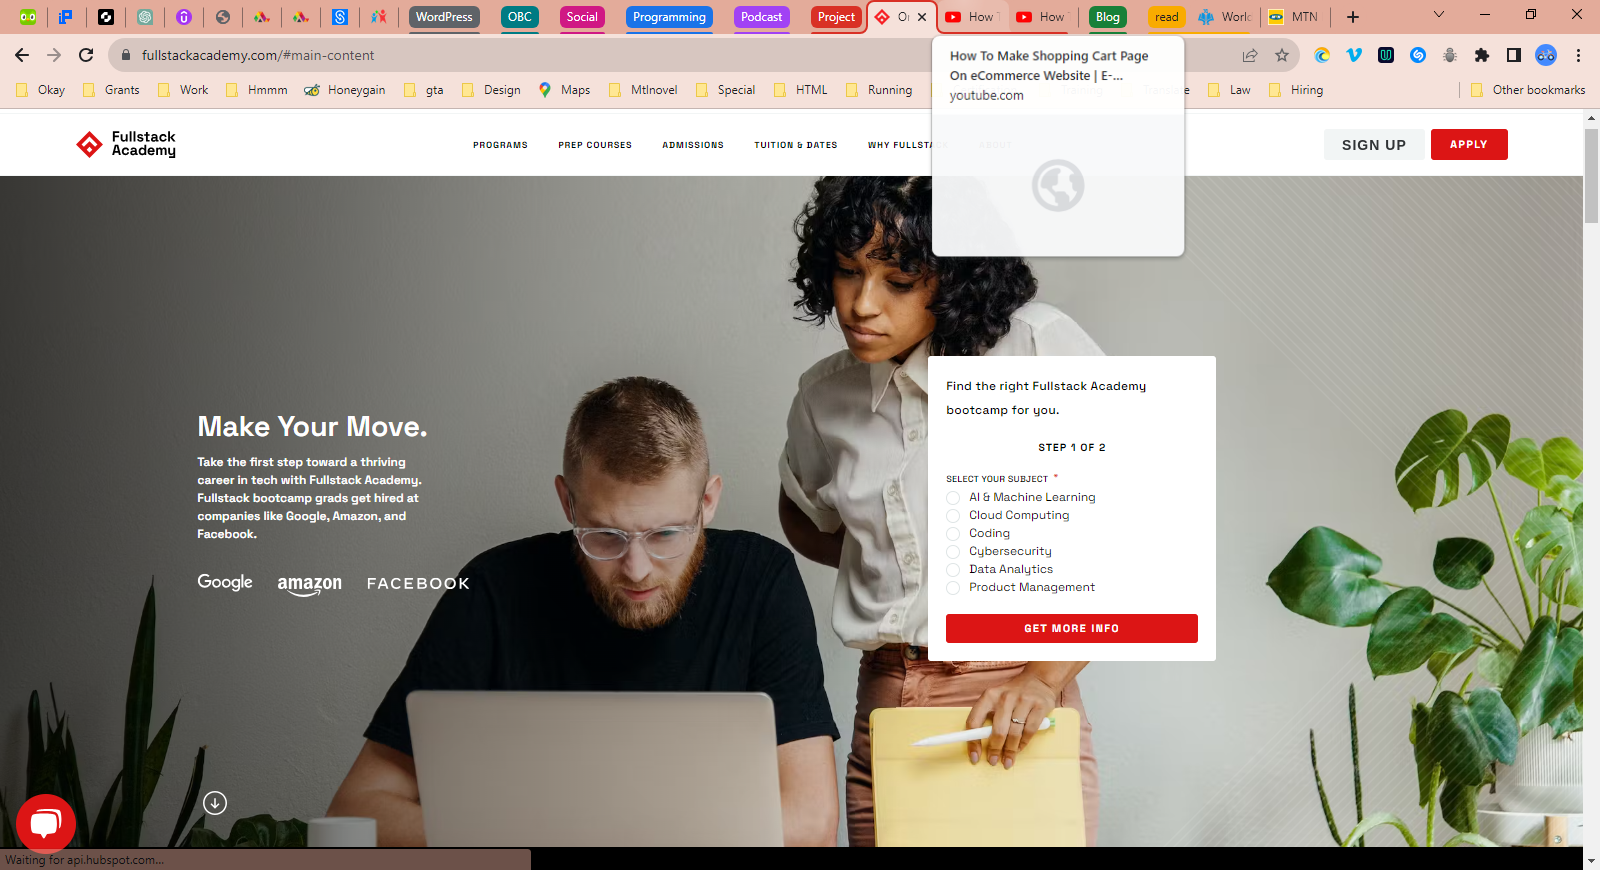 WordPress
OBC
Social
Programming
Podcast
Project
How
How
Blog
read
MTN
fullstackacademy.com/#main-content
How To Make Shopping Cart Page
On eCommerce Website | E-...
youtube.com
Okay
Grants
Work
Hmmm
Honeygain
gta
Design
Maps
Mtlnovel
Special
HTML
Running
Training
Translate
Law
Hiring
Other bookmarks
Fullstack
Academy
PROGRAMS
PREP COURSES
ADMISSIONS
TUITION & DATES
WHY FULLSTACK
ABOUT
SIGN UP
APPLY
Make Your Move.
Take the first step toward a thriving
career in tech with Fullstack Academy.
Fullstack bootcamp grads get hired at
companies like Google, Amazon, and
Facebook.
Google
amazon
FACEBOOK
Find the right Fullstack Academy
bootcamp for you.
STEP 1 OF 2
SELECT YOUR SUBJECT *
AI & Machine Learning
Cloud Computing
Coding
Cybersecurity
Data Analytics
Product Management
GET MORE INFO
Waiting for api.hubspot.com...